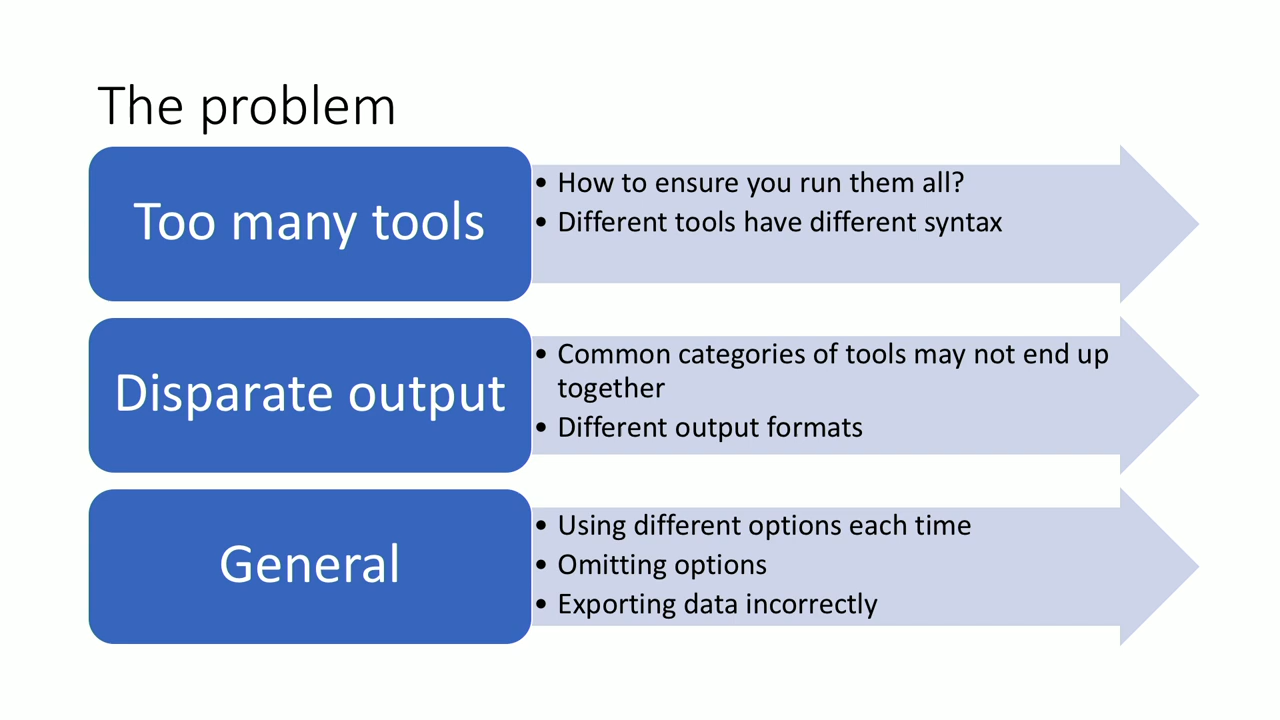 The problem
Too many tools
• How to ensure you run them all?
• Different tools have different syntax
Disparate output
• Common categories of tools may not end up
together
• Different output formats
General
• Using different options each time
• Omitting options
• Exporting data incorrectly